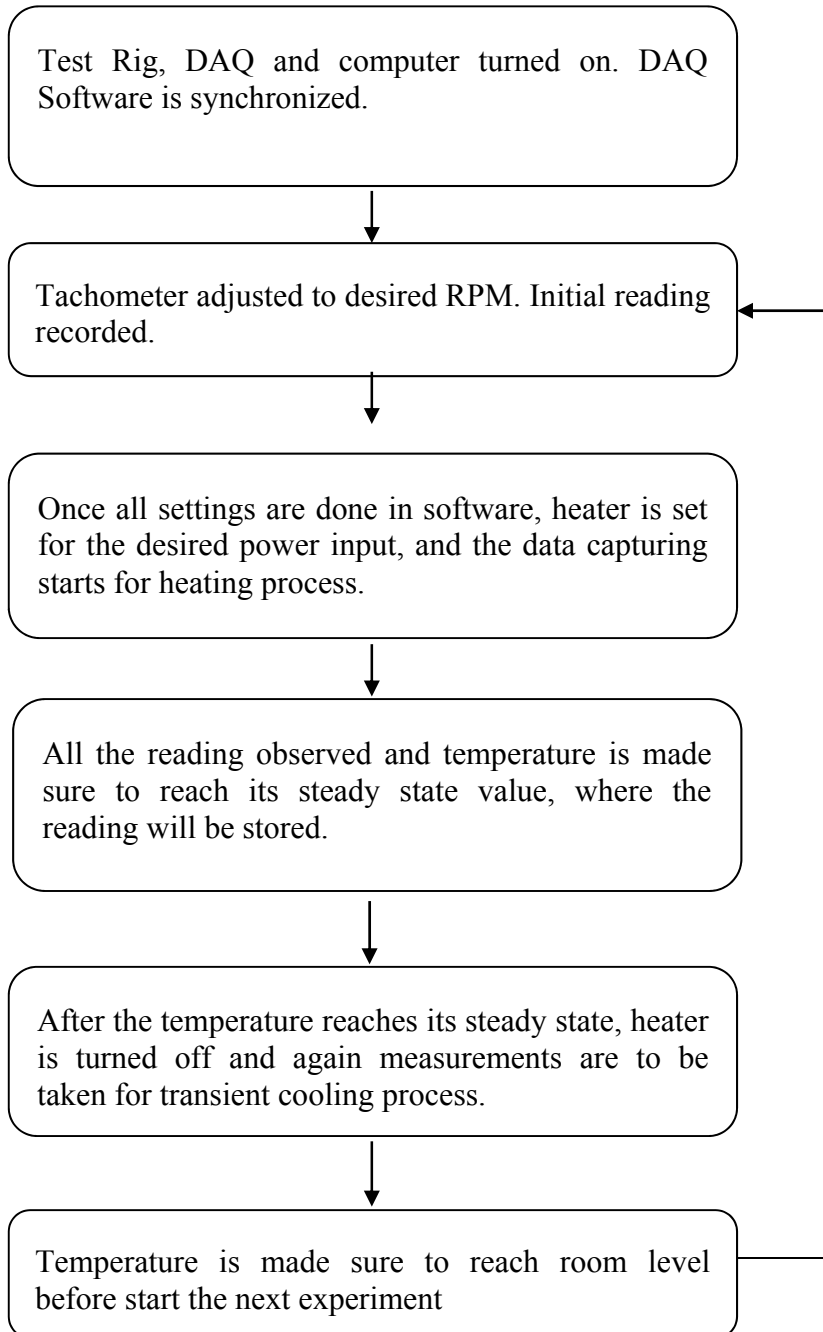 Test Rig, DAQ and computer turned on. DAQ
Software is synchronized.
Tachometer adjusted to desired RPM. Initial reading
recorded.
Once all settings are done in software, heater is set
for the desired power input, and the data capturing
starts for heating process.
All the reading observed and temperature is made
sure to reach its steady state value, where the
reading will be stored.
After the temperature reaches its steady state, heater
is turned off and again measurements are to be
taken for transient cooling process.
Temperature is made sure to reach room level
before start the next experiment